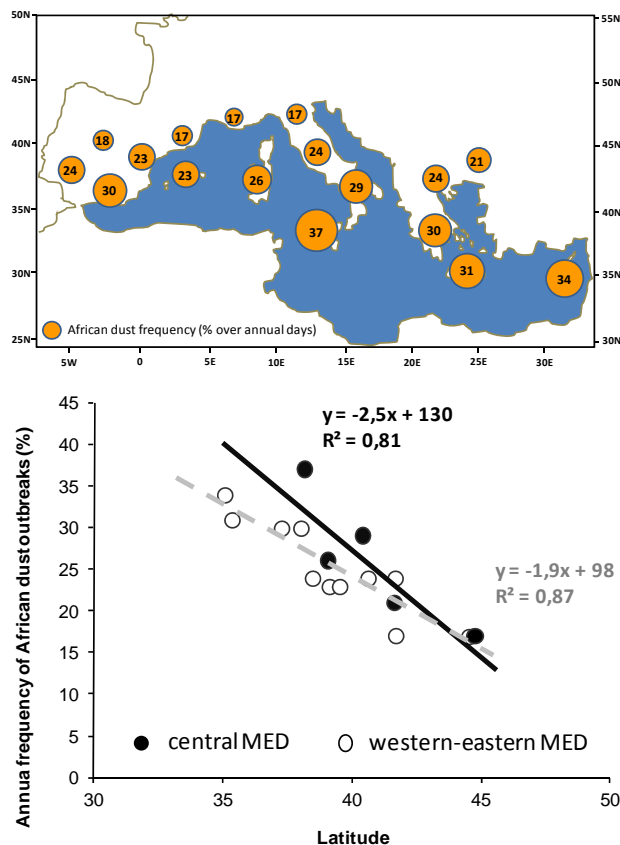 50N
55N
45N
50N
17
17
40N
18
17
45N
23
24
21
24
23
26
24
29
30
35N
40N
37
30
31
30N
34
35N
African dust frequency (% over annual days)
25N
30N
5W 0 5E 10E 15E 20E 25E 30E
45
y = -2,5x + 130
R² = 0,81
40
35
30
25
y = -1,9x + 98
R² = 0,87
20
15
10
5
central MED
western-eastern MED
0
30 35 40 45 50
Latitude
Annua frequency of African dust outbreaks (%)